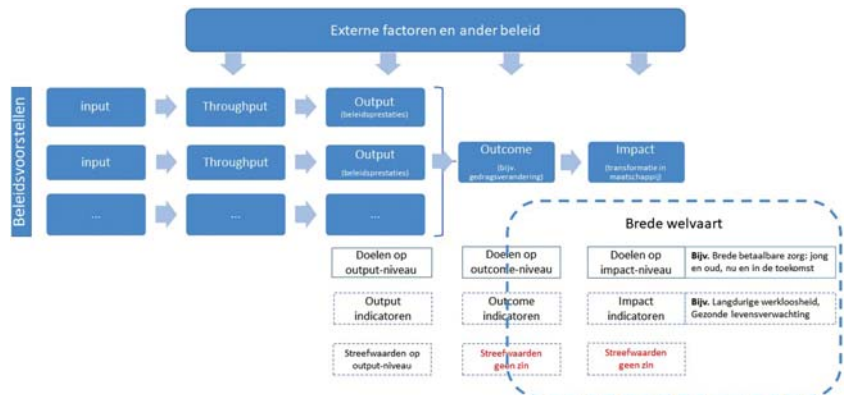 Externe factoren en ander beleid
Beleidsvoorstellen
input
Throughput
Output
(beleidsprestaties)
input
Throughput
Output
(beleidsprestaties)
Outcome
(bijv.
gedragsverandering)
Impact
(transformatie in
maatschappij)
...
...
...
Brede welvaart
Doelen op
output-niveau
Doelen op
outcome-niveau
Doelen op
impact-niveau
Bijv. Brede betaalbare zorg: jong
en oud, nu en in de toekomst
Output
indicatoren
Outcome
indicatoren
Impact
indicatoren
Bijv. Langdurige werkloosheid,
Gezonde levensverwachting
Streefwaarden op
output-niveau
Streefwaarden
geen zin
Streefwaarden
geen zin